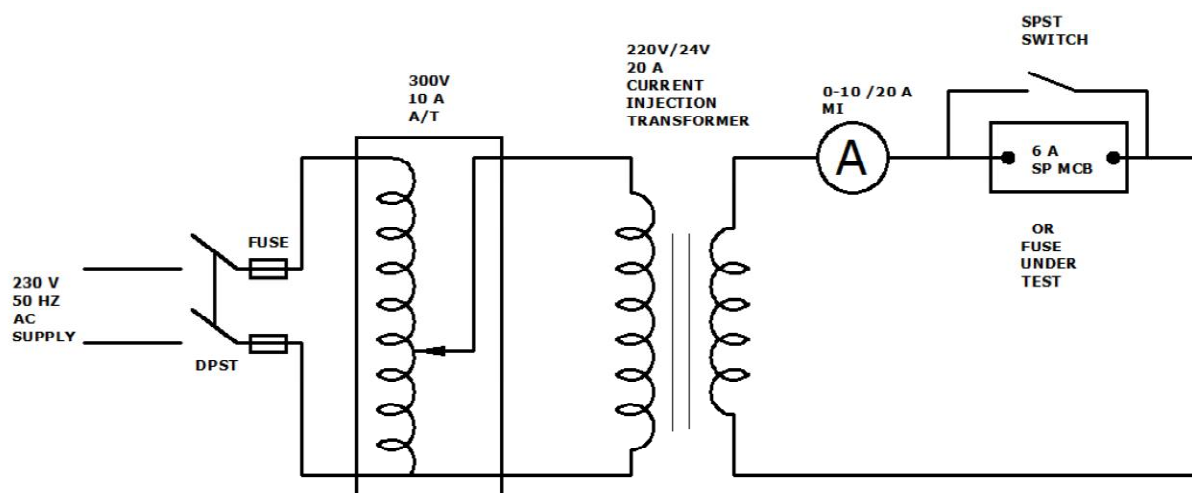 230 V
50 HZ
AC
SUPPLY
DPST
FUSE
300V
10 A
A/T
220V/24V
20 A
CURRENT
INJECTION
TRANSFORMER
0-10 /20 A
MI
A
SPST
SWITCH
6 A
SP MCB
OR
FUSE
UNDER
TEST